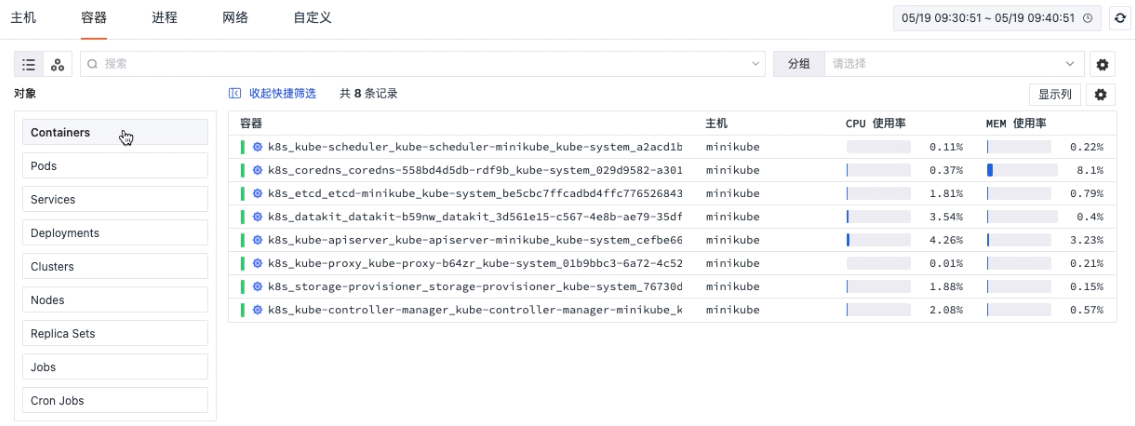 主机 容器 进程 网络 自定义 05/19 09:30:51 ~ 05/19 09:40:51
搜索 分组 请选择
对象 收起快捷筛选 共 8 条记录 显示列
Containers
Pods
Services
Deployments
Clusters
Nodes
Replica Sets
Jobs
Cron Jobs
容器 主机 CPU 使用率 MEM 使用率
k8s_kube-scheduler_kube-scheduler-minikube_kube-system_a2acd1b minikube 0.11% 0.22%
k8s_coredns_coredns-558bd4d5db-rdf9b_kube-system_029d9582-a301 minikube 0.37% 8.1%
k8s_etcd_etcd-minikube_kube-system_be5cbc7ffcadbd4ffc776526843 minikube 1.81% 0.79%
k8s_datakit_datakit-b59nw_datakit_3d561e15-c567-4e8b-ae79-35df minikube 3.54% 0.4%
k8s_kube-apiserver_kube-apiserver-minikube_kube-system_cefbe66 minikube 4.26% 3.23%
k8s_kube-proxy_kube-proxy-b64zr_kube-system_01b9bbc3-6a72-4c52 minikube 0.01% 0.21%
k8s_storage-provisioner_storage-provisioner_kube-system_76730d minikube 1.88% 0.15%
k8s_kube-controller-manager_kube-controller-manager-minikube_k minikube 2.08% 0.57%